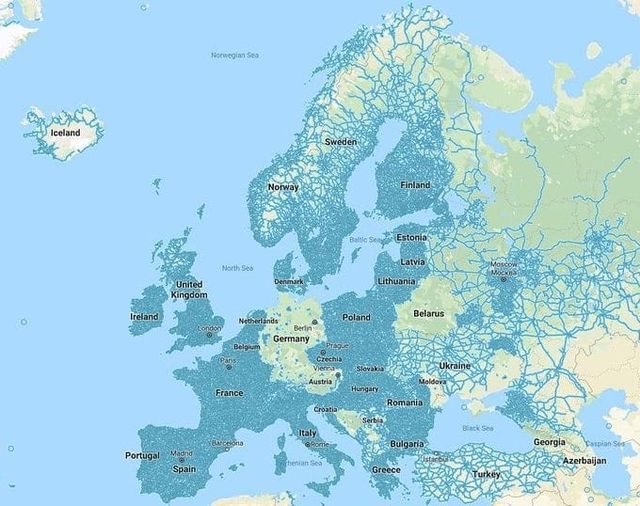 Norwegian Sea
Iceland
Sweden
Norway
Finland
Baltic Sea
Estonia
Latvia
Lithuania
North Sea
Denmark
Moscow
Москва
United
Kingdom
Ireland
London
Netherlands
Berlin
Germany
Poland
Belarus
Belgium
Prague
Czechia
Paris
Vienna
Slovakia
Ukraine
Austria
Hungary
Moldova
France
Croatia
Romania
Serbia
Italy
Bulgaria
Black Sea
Georgia
Caspian Sea
Portugal
Madrid
Spain
Barcelona
Rome
Istanbul
Azerbaijan
Greece
Turkey